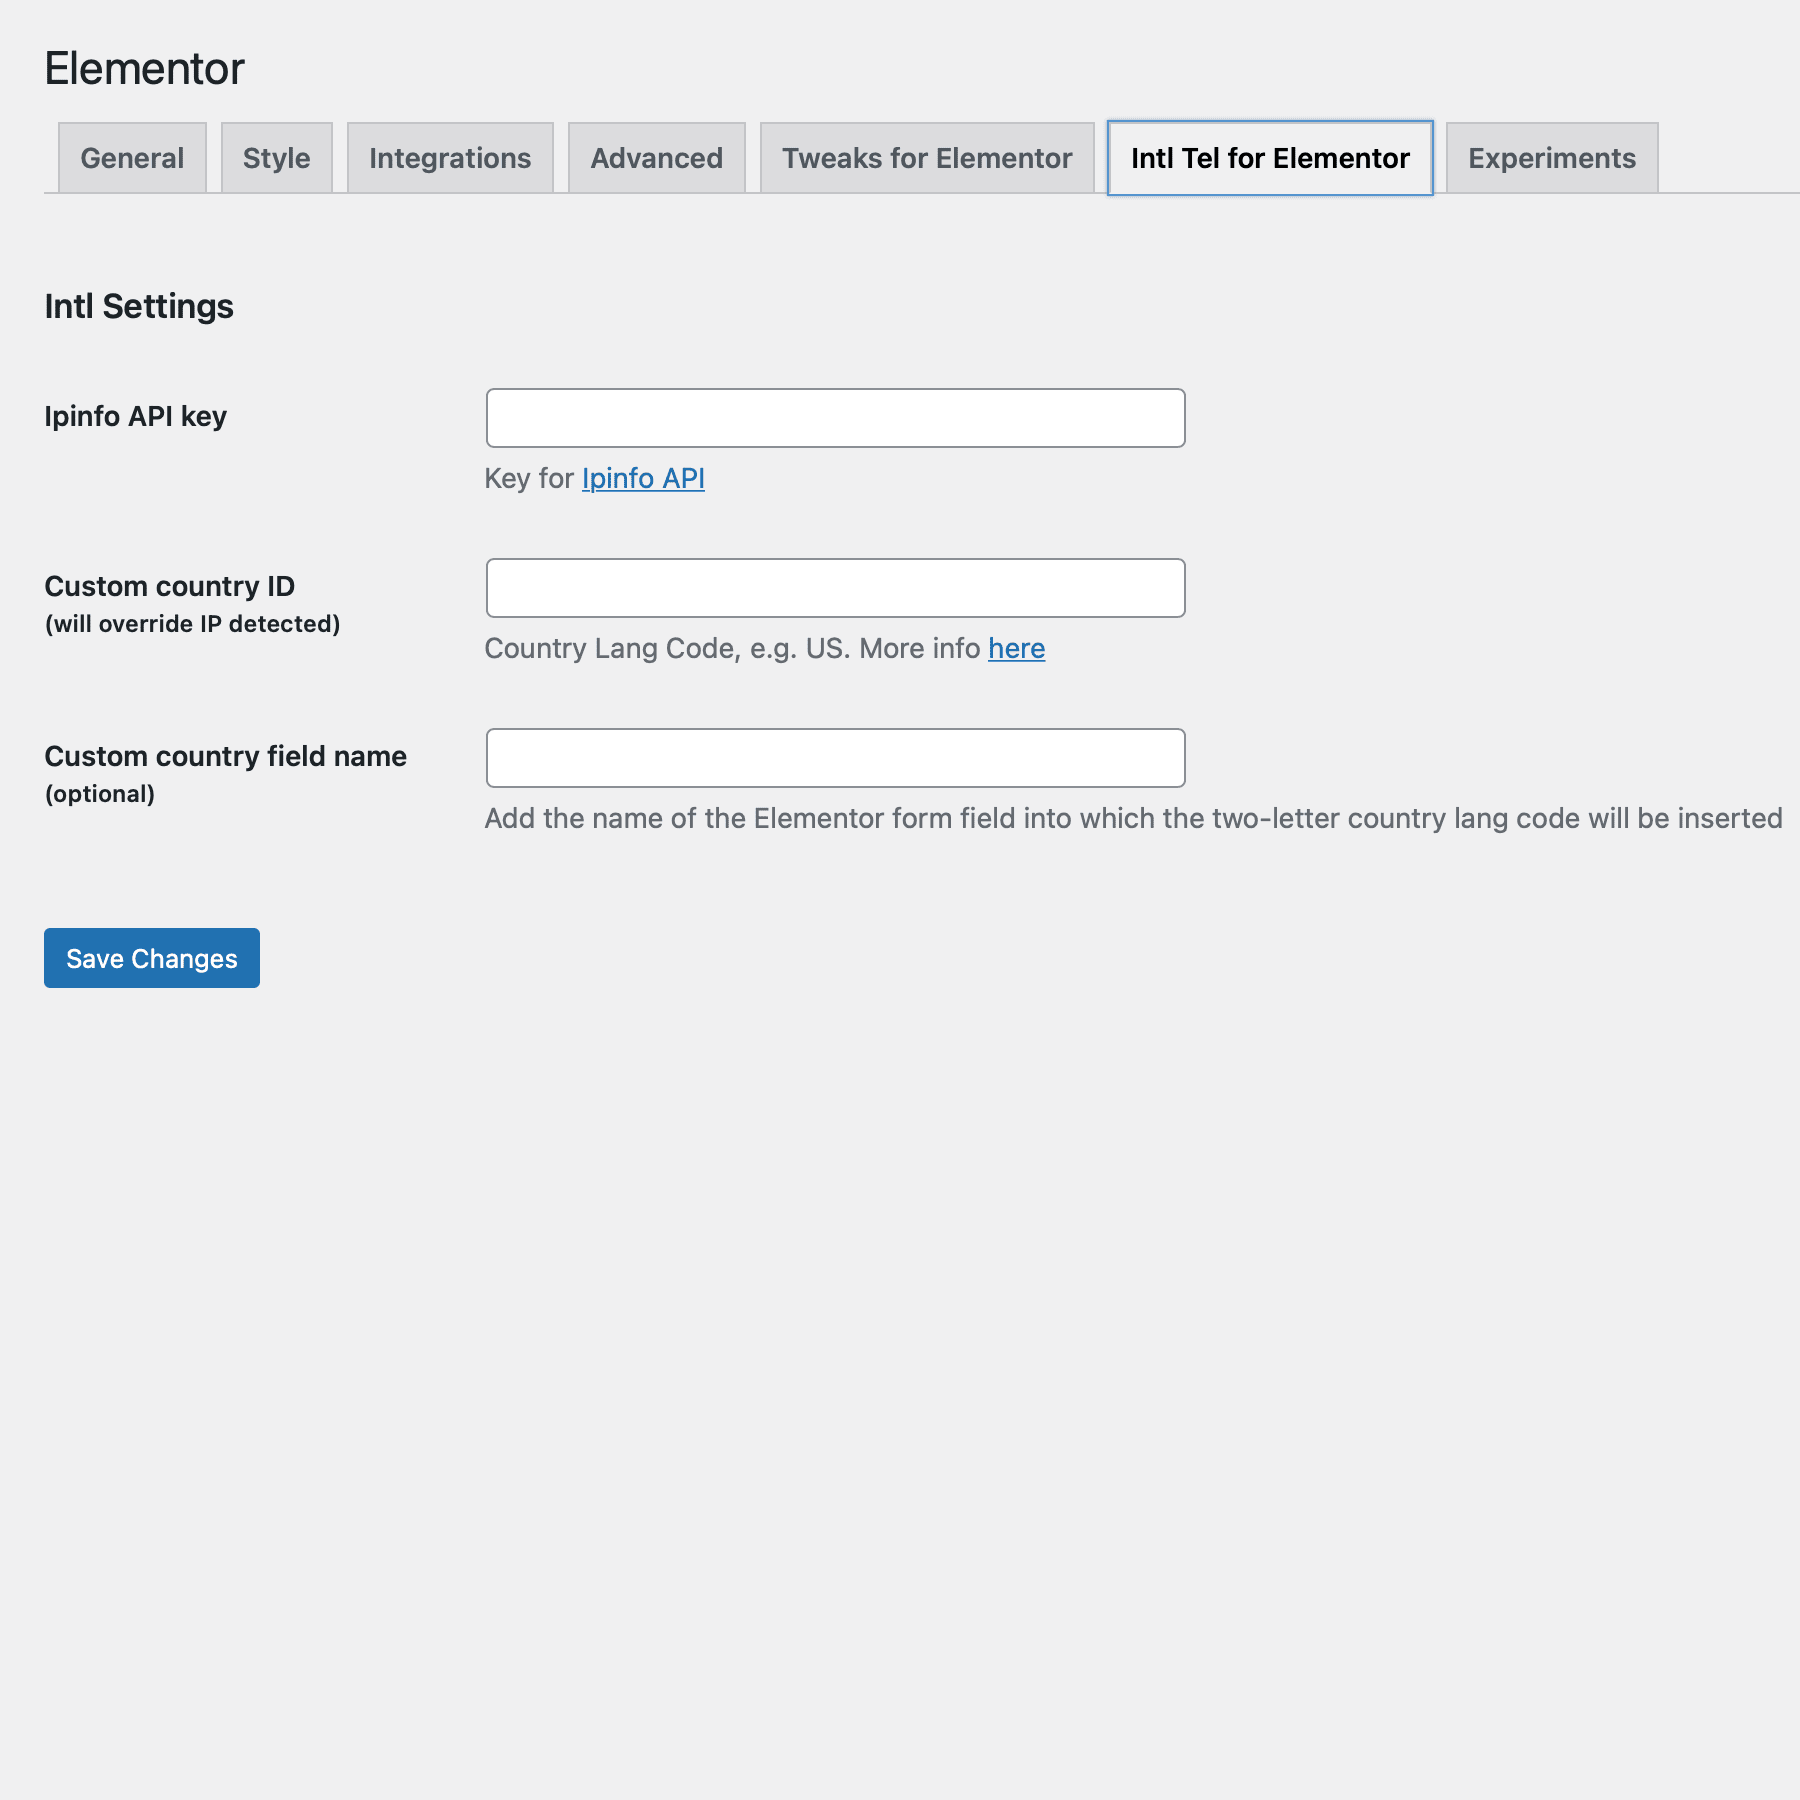 Elementor
General Style Integrations Advanced Tweaks for Elementor Intl Tel for Elementor Experiments
Intl Settings
Ipinfo API key
Key for Ipinfo API
Custom country ID
(will override IP detected)
Country Lang Code, e.g. US. More info here
Custom country field name
(optional)
Add the name of the Elementor form field into which the two-letter country lang code will be inserted
Save Changes